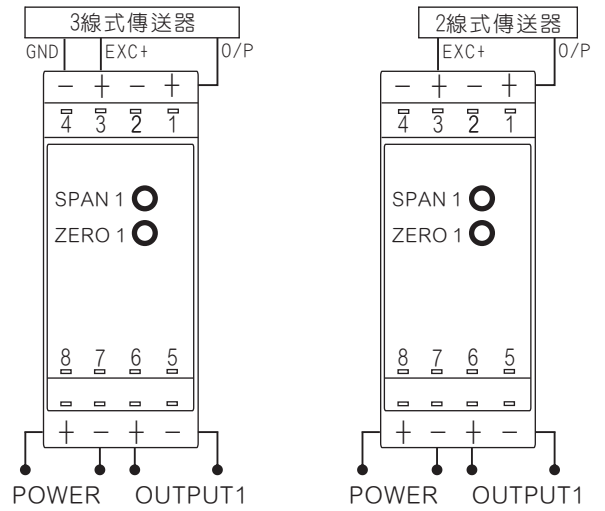 3線式傳送器
GND EXC+ O/P
− + − +
4 3 2 1
SPAN 1
ZERO 1
8 7 6 5
+ − + −
POWER OUTPUT1
2線式傳送器
EXC+ O/P
− + − +
4 3 2 1
SPAN 1
ZERO 1
8 7 6 5
+ − + −
POWER OUTPUT1